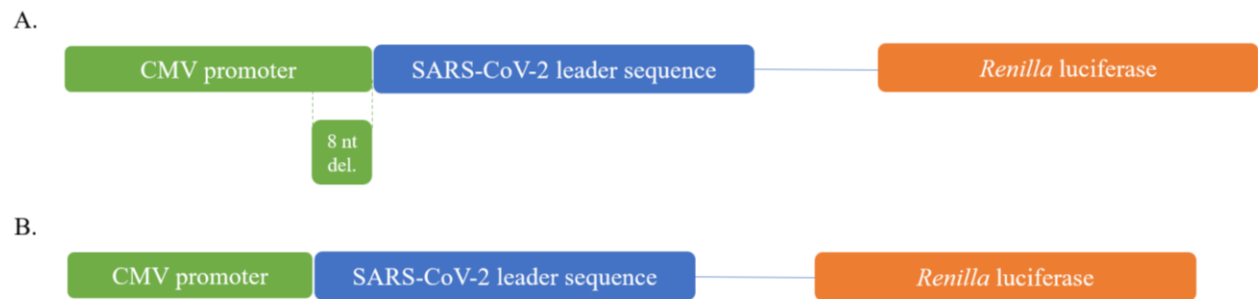 A.
CMV promoter SARS-CoV-2 leader sequence Renilla luciferase
8 nt
del.
B.
CMV promoter SARS-CoV-2 leader sequence Renilla luciferase